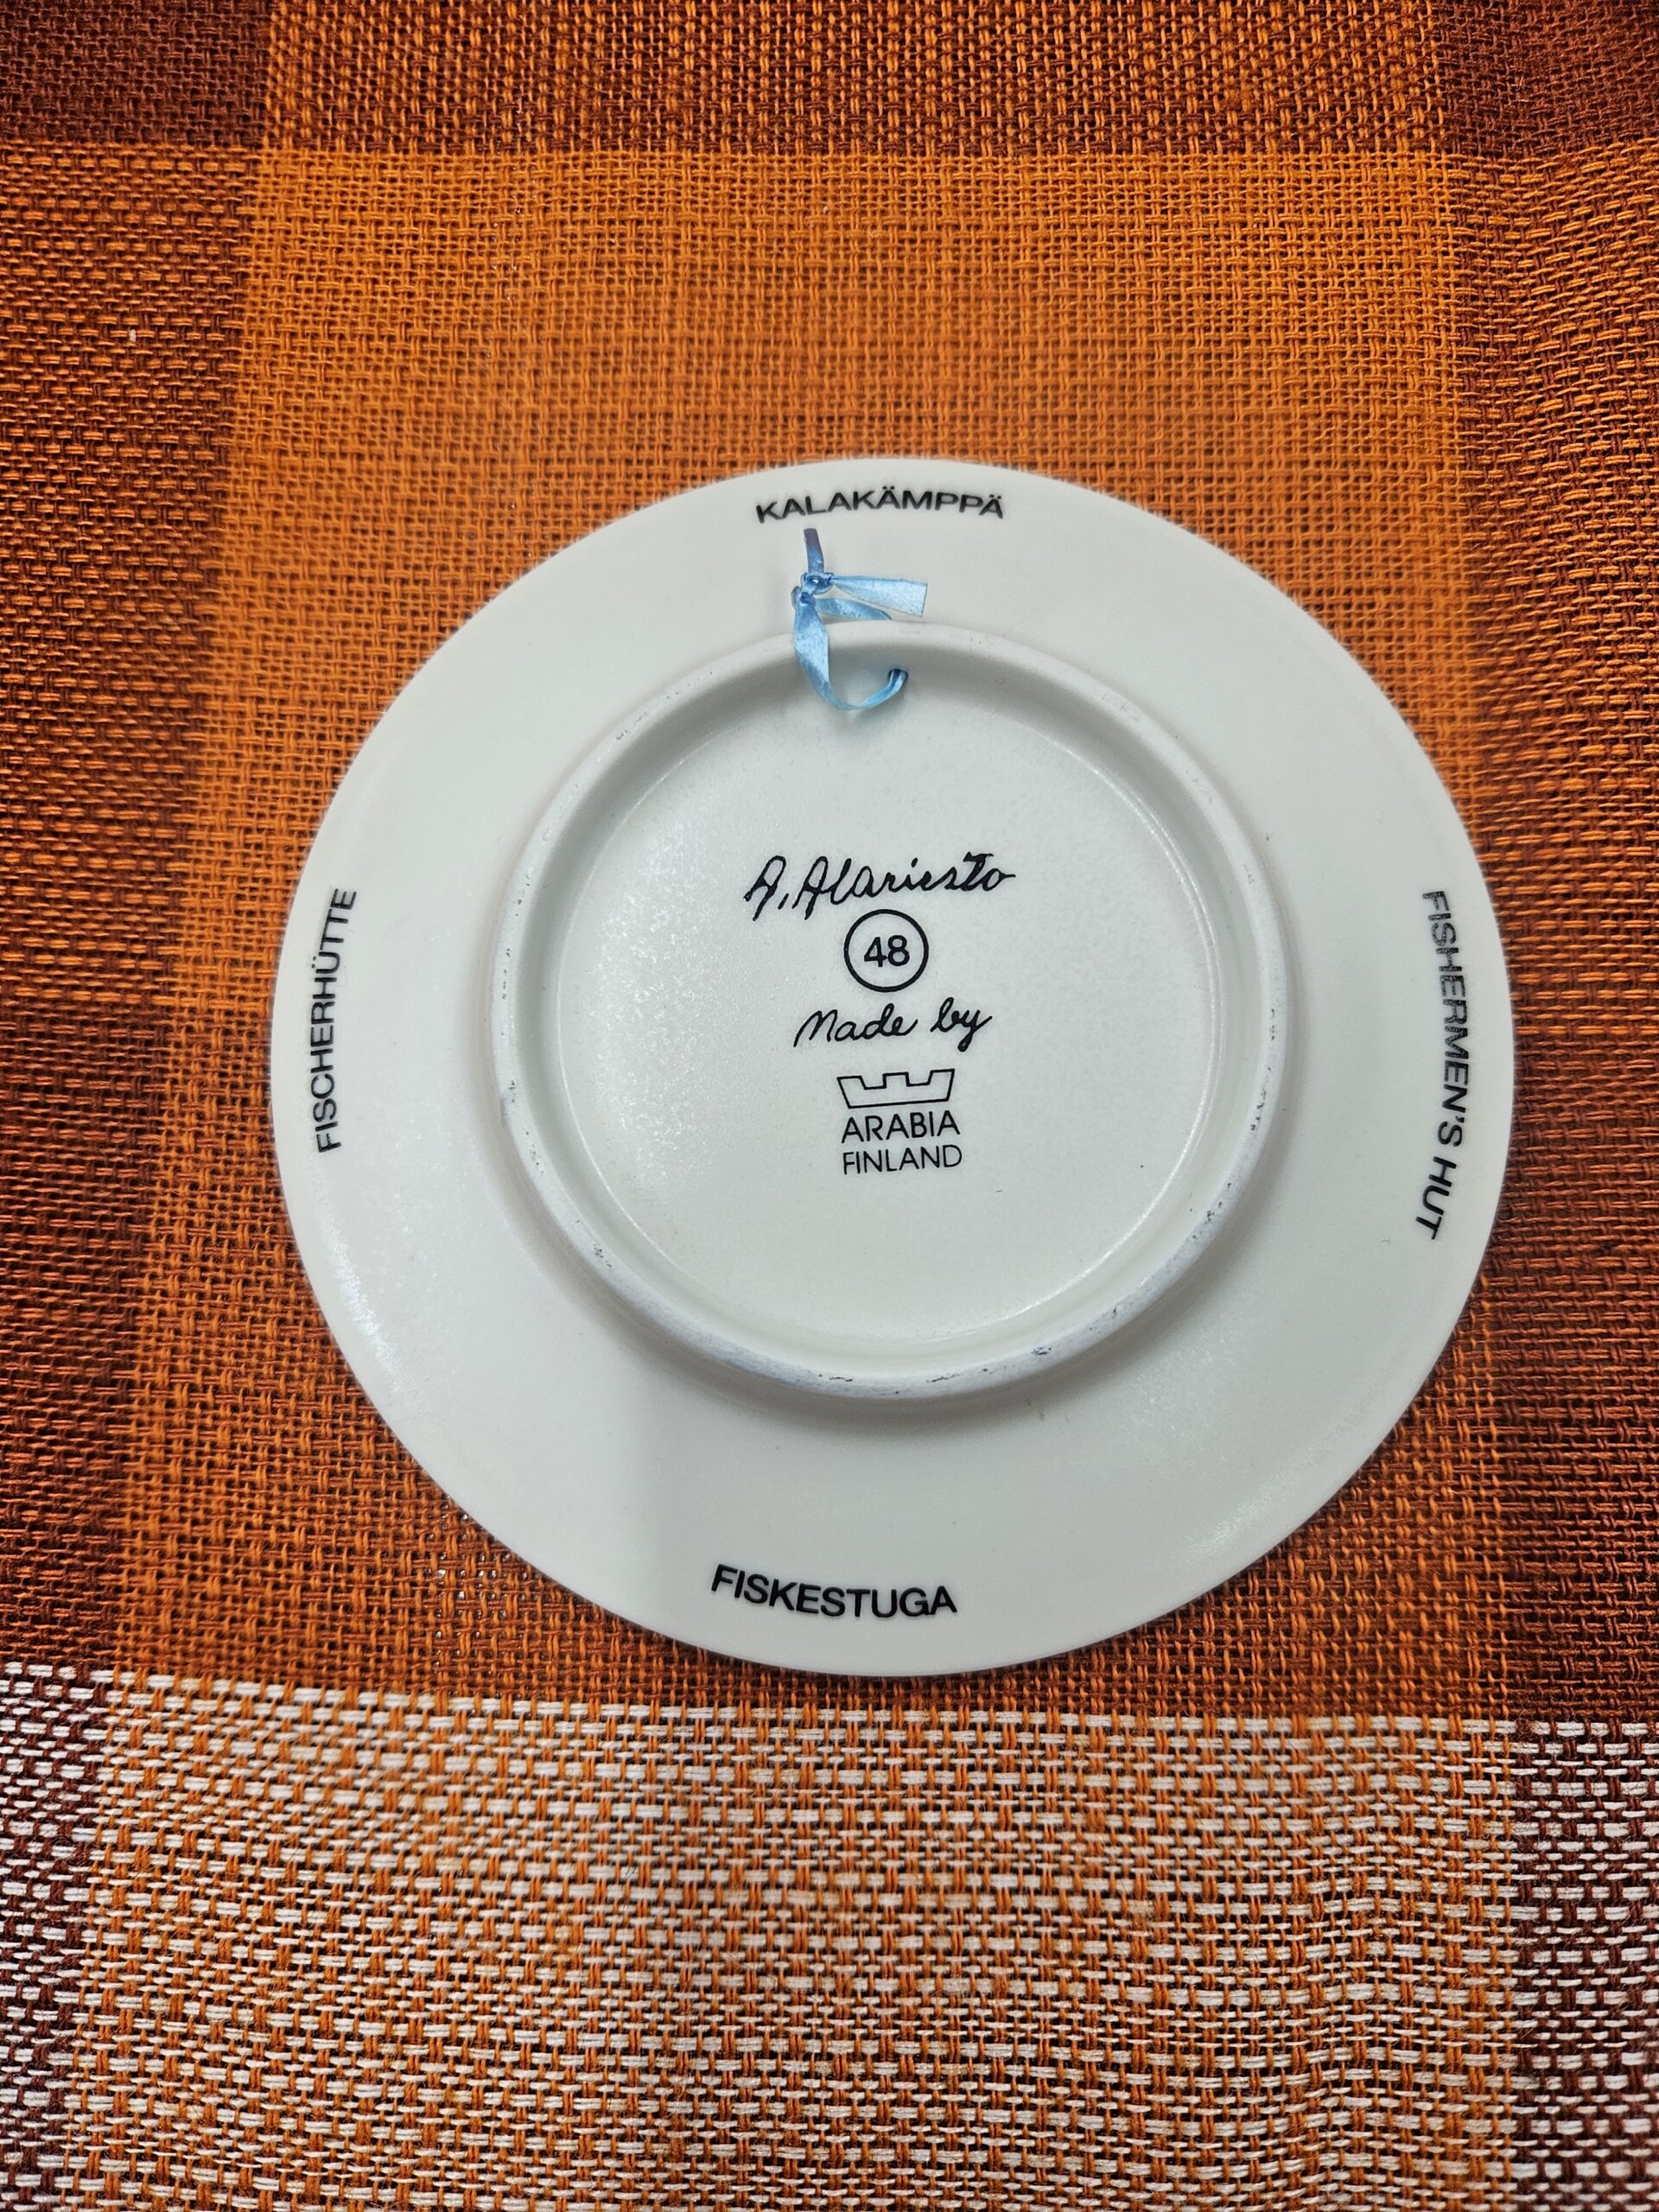 KALAKÄMPPÄ
FISCHERHÜTTE
A. Alariesto
48
Made by
ARABIA
FINLAND
FISHERMEN'S HUT
FISKESTUGA